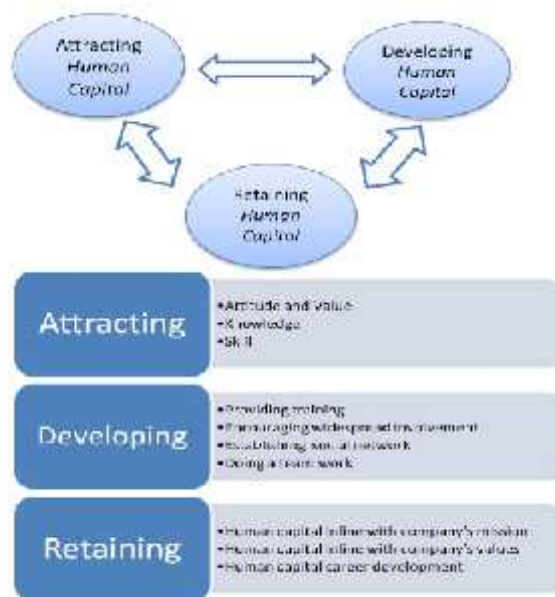 Attracting
Human
Capital
Developing
Human
Capital
Retaining
Human
Capital
Attracting
•Attitude and value
•Knowledge
•Skill
Developing
•Providing training
•Encouraging widespread involvement
•Establishing social network
•Doing a team work
Retaining
•Human capital inline with company's mission
•Human capital inline with company's values
•Human capital career development